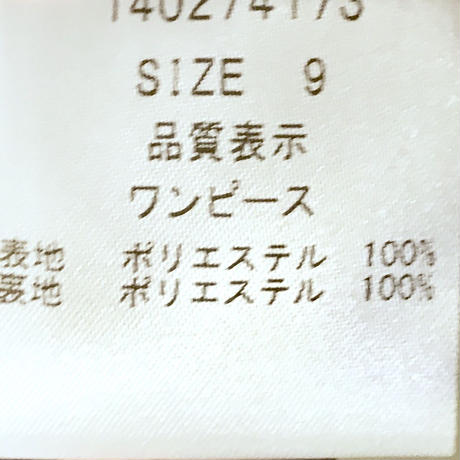 140274173
SIZE 9
品質表示
ワンピース
表地 ポリエステル 100%
裏地 ポリエステル 100%